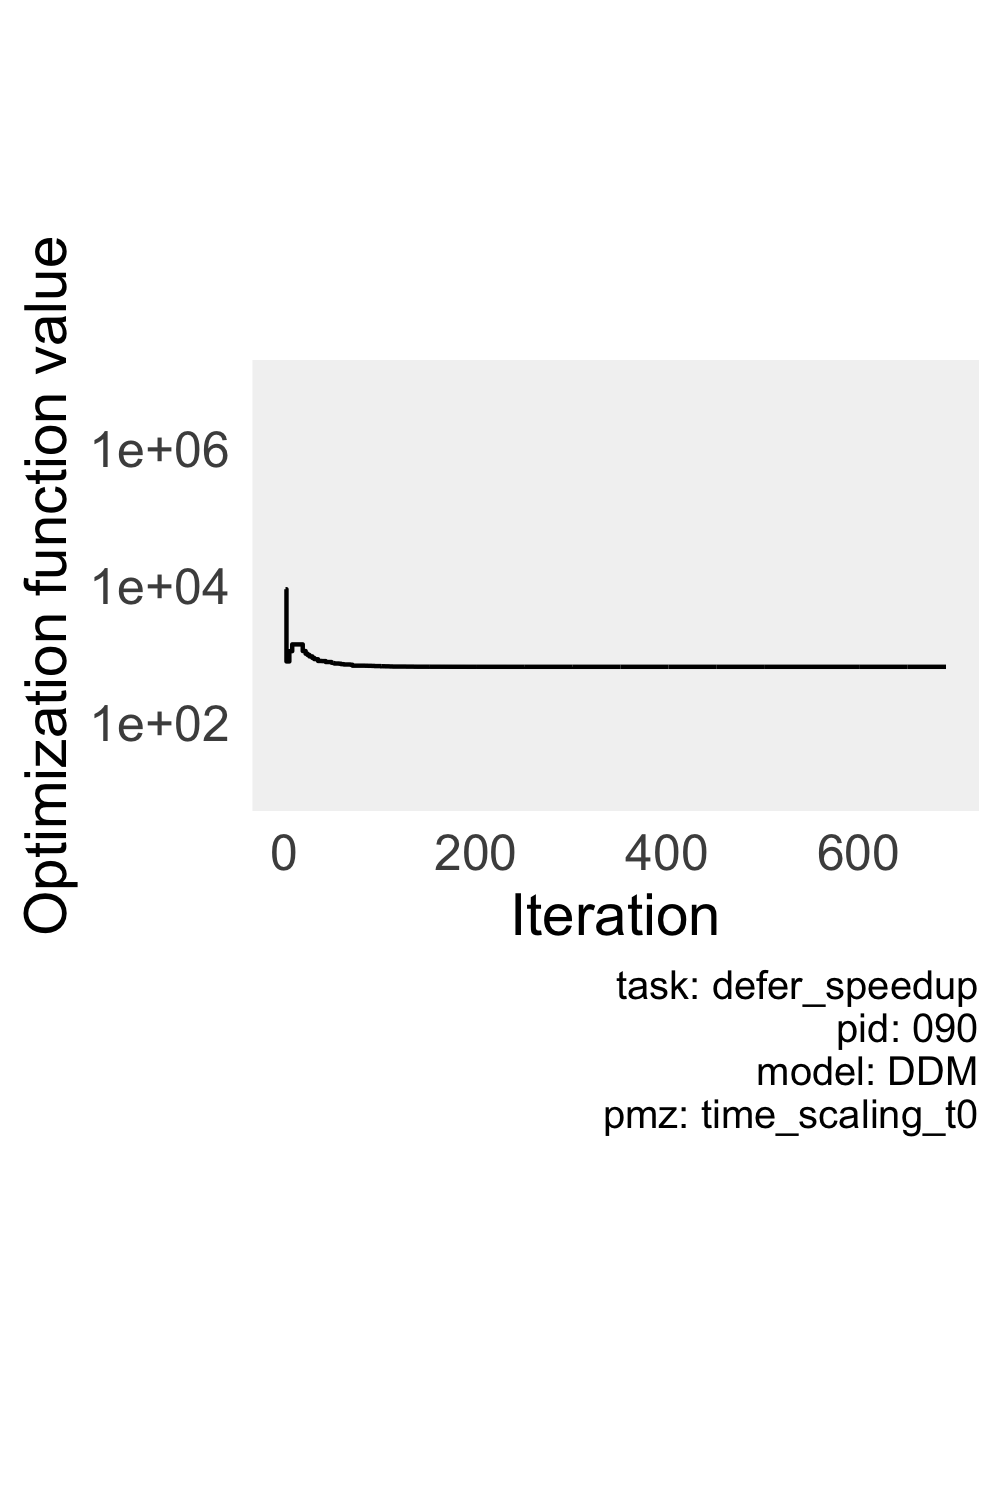 Optimization function value
1e+06
1e+04
1e+02
0 200 400 600
Iteration
task: defer_speedup
pid: 090
model: DDM
pmz: time_scaling_t0